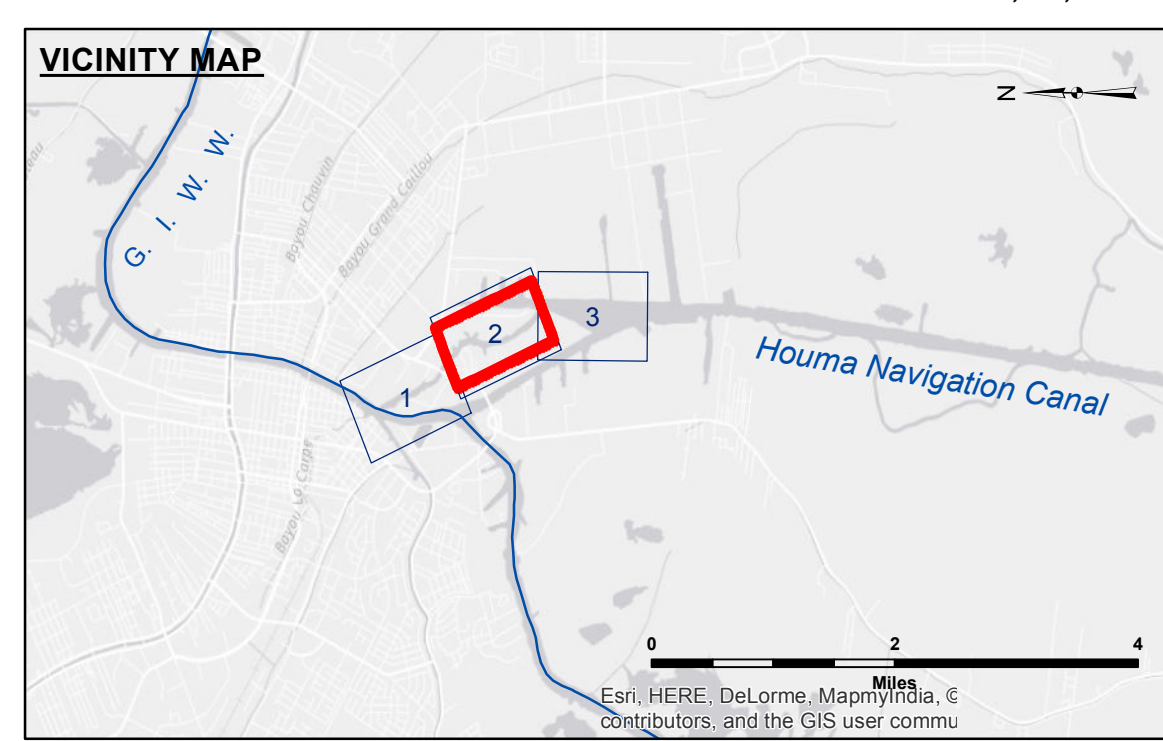 VICINITY MAP
N
G. I. W. W.
Bayou Chauvin
Bayou Grand Caillou
3
2
Houma Navigation Canal
1
Bayou La Carpe
0 2 4
Miles
Esri, HERE, DeLorme, MapmyIndia, ©
contributors, and the GIS user commu